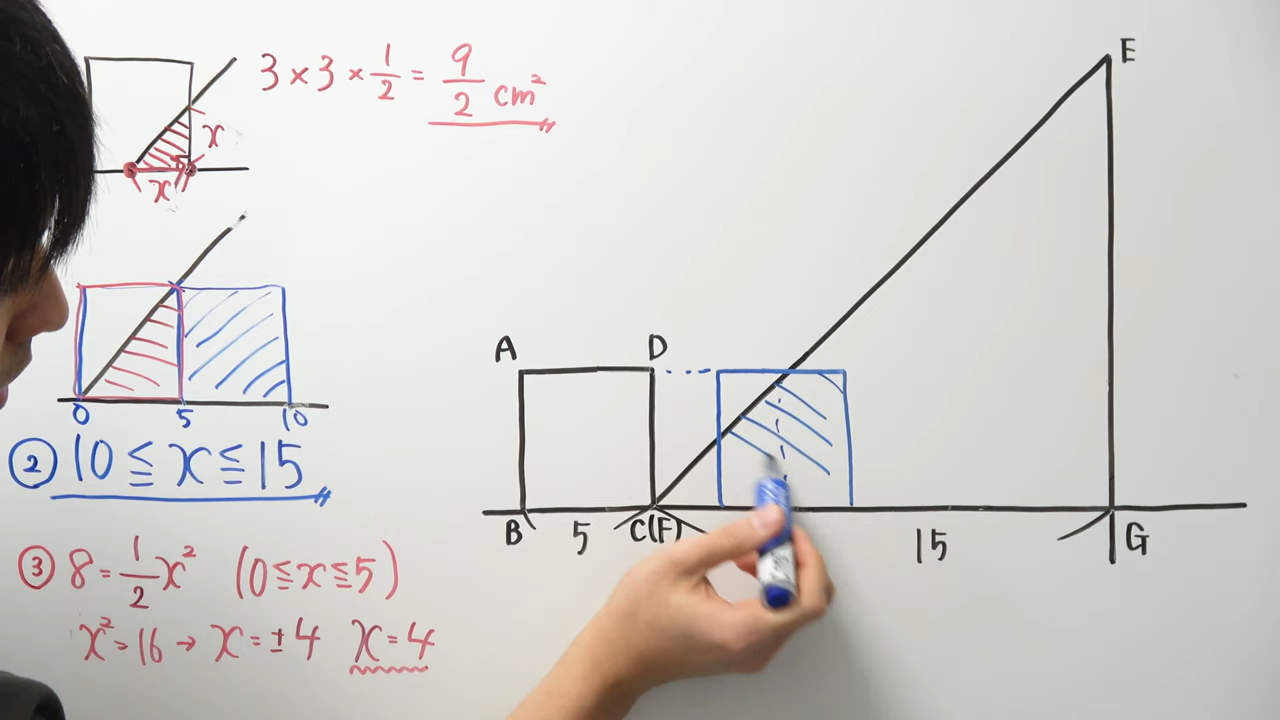 3 × 3 × 1/2 = 9/2 cm²
x
x
0 5 10
② 10 ≦ x ≦ 15
③ 8 = 1/2 x² (0 ≦ x ≦ 5)
x² = 16 → x = ±4 x = 4
E
A D
B 5 C(F) 15 G